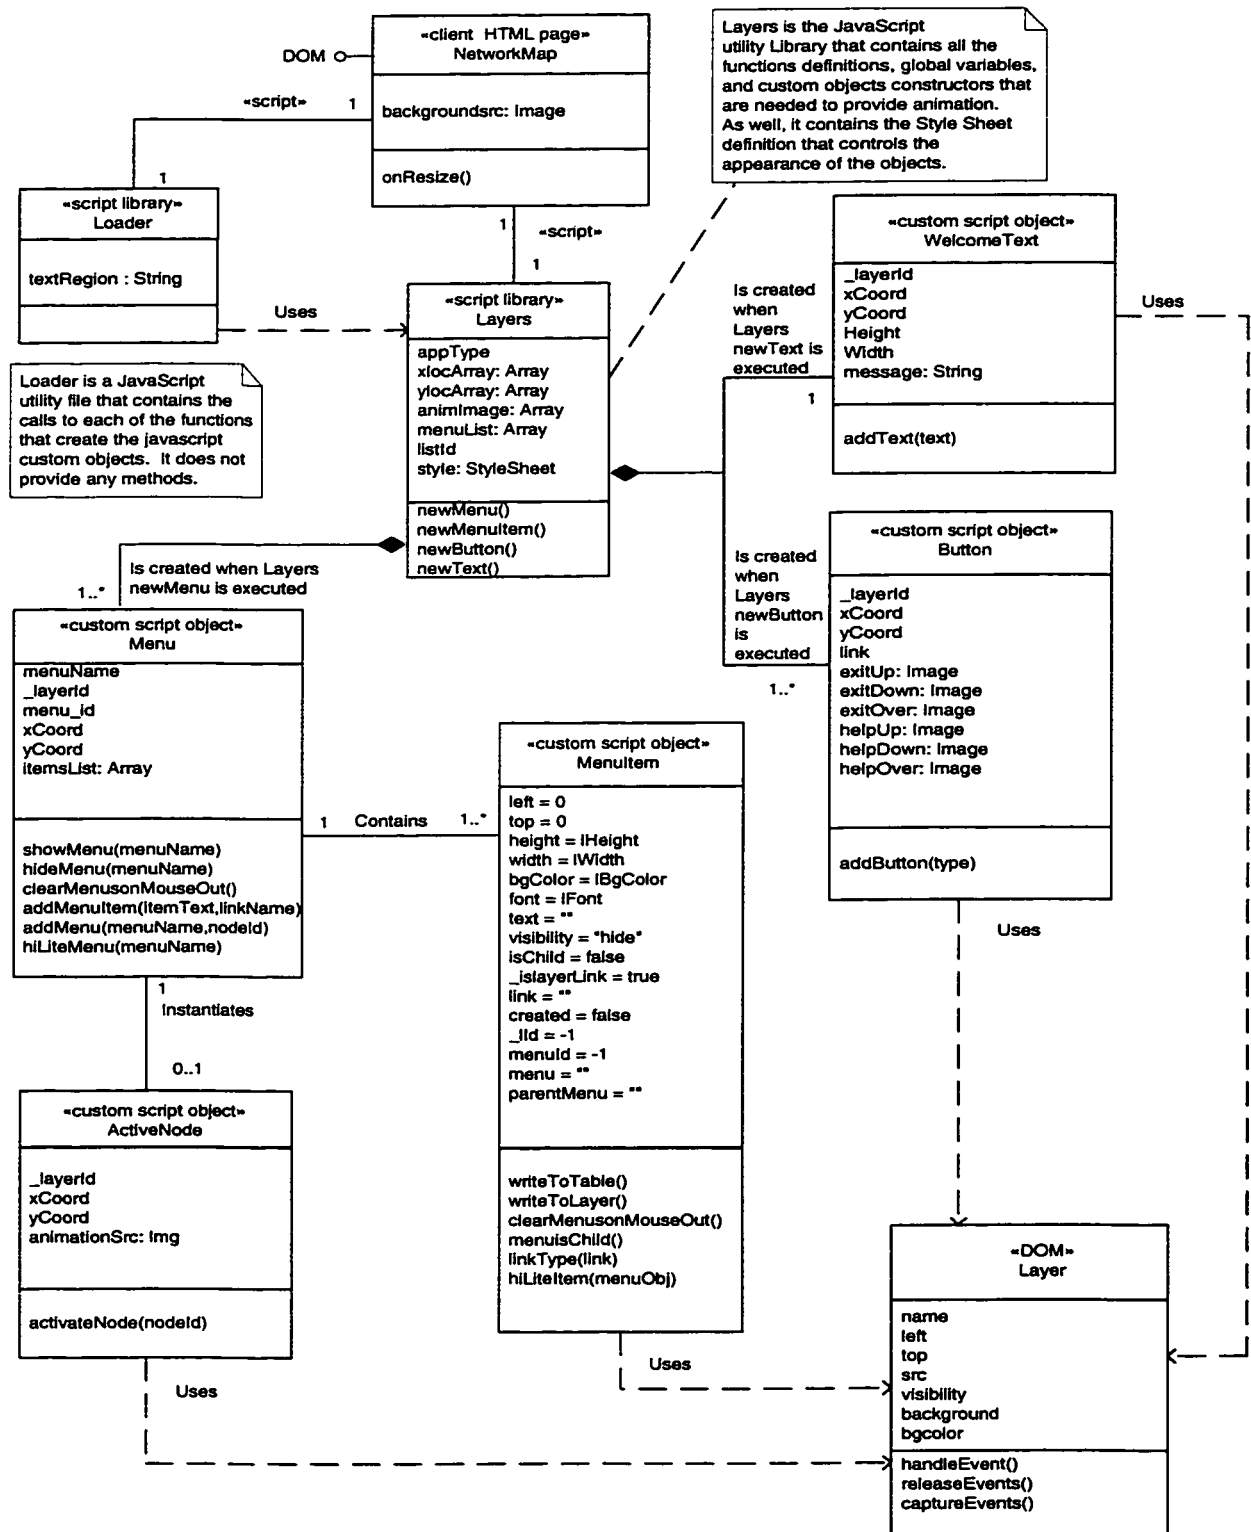 «client HTML page»
NetworkMap
DOM
backgroundsrc: Image
onResize()
«script»
1
1
Layers is the JavaScript
utility Library that contains all the
functions definitions, global variables,
and custom objects constructors that
are needed to provide animation.
As well, it contains the Style Sheet
definition that controls the
appearance of the objects.
«script library»
Loader
textRegion : String
1
«script»
1
Uses
«script library»
Layers
appType
xlocArray: Array
ylocArray: Array
animImage: Array
menuList: Array
listId
style: StyleSheet
newMenu()
newMenuItem()
newButton()
newText()
Loader is a JavaScript
utility file that contains the
calls to each of the functions
that create the javascript
custom objects. It does not
provide any methods.
«custom script object»
WelcomeText
_layerId
xCoord
yCoord
Height
Width
message: String
addText(text)
Is created
when
Layers
newText is
executed
1
Uses
«custom script object»
Button
_layerId
xCoord
yCoord
link
exitUp: Image
exitDown: Image
exitOver: Image
helpUp: Image
helpDown: Image
helpOver: Image
addButton(type)
Is created
when
Layers
newButton
is
executed
1..*
Uses
Is created when Layers
newMenu is executed
1..*
«custom script object»
Menu
menuName
_layerId
menu_id
xCoord
yCoord
itemsList: Array
showMenu(menuName)
hideMenu(menuName)
clearMenusonMouseOut()
addMenuItem(itemText,linkName)
addMenu(menuName,nodeId)
hiLiteMenu(menuName)
1 Contains 1..*
«custom script object»
MenuItem
left = 0
top = 0
height = lHeight
width = lWidth
bgColor = lBgColor
font = lFont
text = ""
visibility = "hide"
isChild = false
_islayerLink = true
link = ""
created = false
_lId = -1
menuId = -1
menu = ""
parentMenu = ""
writeToTable()
writeToLayer()
clearMenusonMouseOut()
menuisChild()
linkType(link)
hiLiteItem(menuObj)
1
Instantiates
0..1
«custom script object»
ActiveNode
_layerId
xCoord
yCoord
animationSrc: Img
activateNode(nodeId)
Uses
Uses
«DOM»
Layer
name
left
top
src
visibility
background
bgcolor
handleEvent()
releaseEvents()
captureEvents()